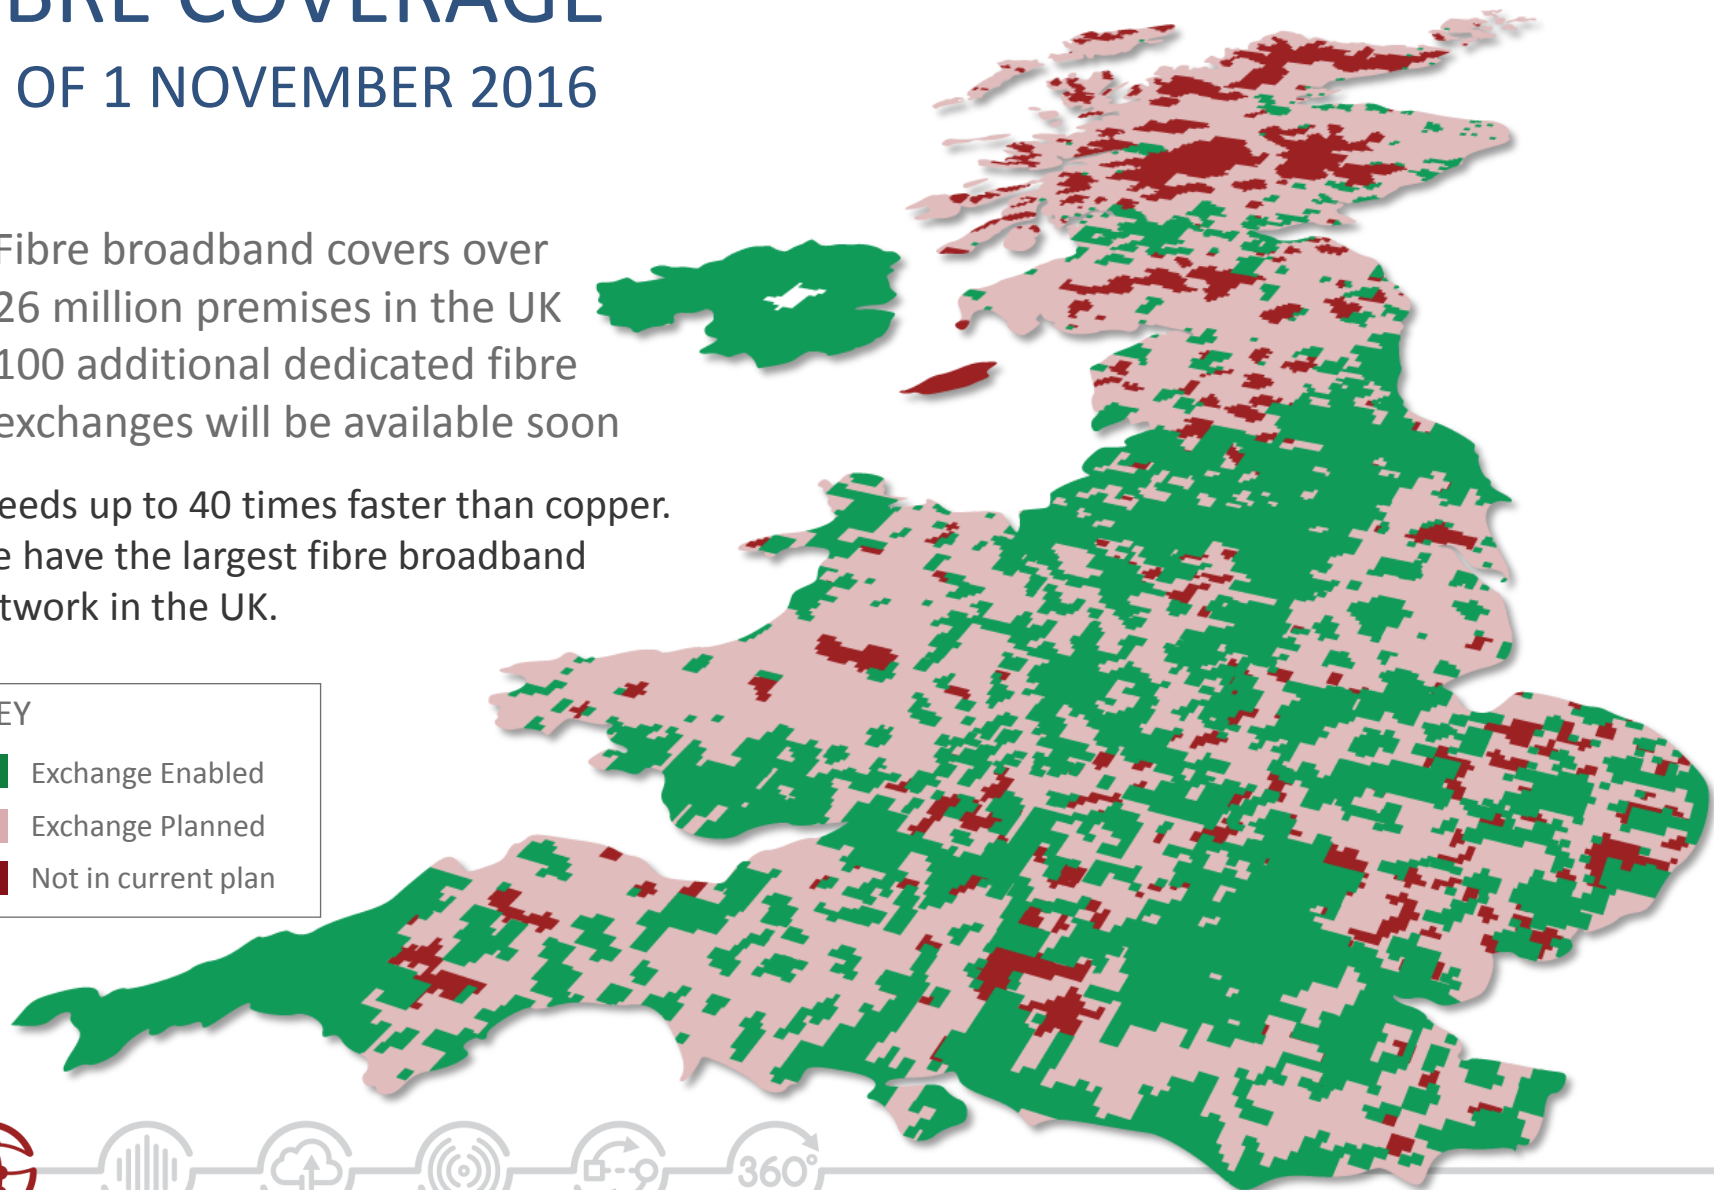 BRE COVERAGE
OF 1 NOVEMBER 2016
Fibre broadband covers over
26 million premises in the UK
100 additional dedicated fibre
exchanges will be available soon
eeds up to 40 times faster than copper.
e have the largest fibre broadband
twork in the UK.
EY
Exchange Enabled
Exchange Planned
Not in current plan
360°